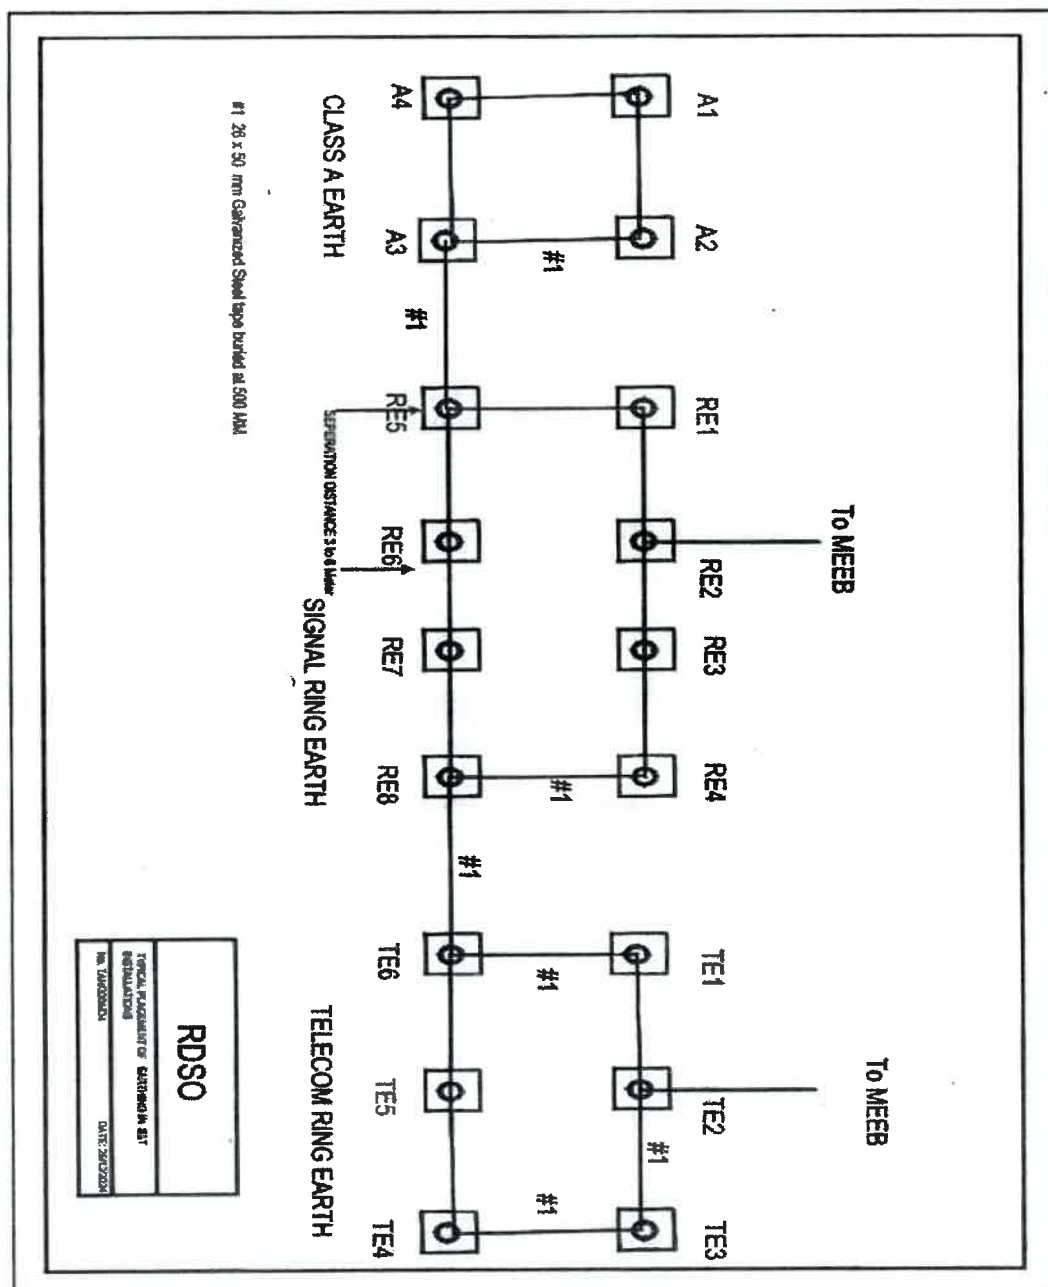 To MEEB
To MEEB
A1
A2
RE1
RE2
RE3
RE4
TE1
TE2
TE3
#1
#1
#1
#1
#1
#1
#1
A4
A3
RE5
RE6
RE7
RE8
TE6
TE5
TE4
SEPERATION DISTANCE 3 to 6 Meter
CLASS A EARTH
SIGNAL RING EARTH
TELECOM RING EARTH
#1 26 x 50 mm Galvanized Steel tape buried at 500 MM
RDSO
TYPICAL PLACEMENT OF EARTHING IN S&T
INSTALLATIONS
DATE: